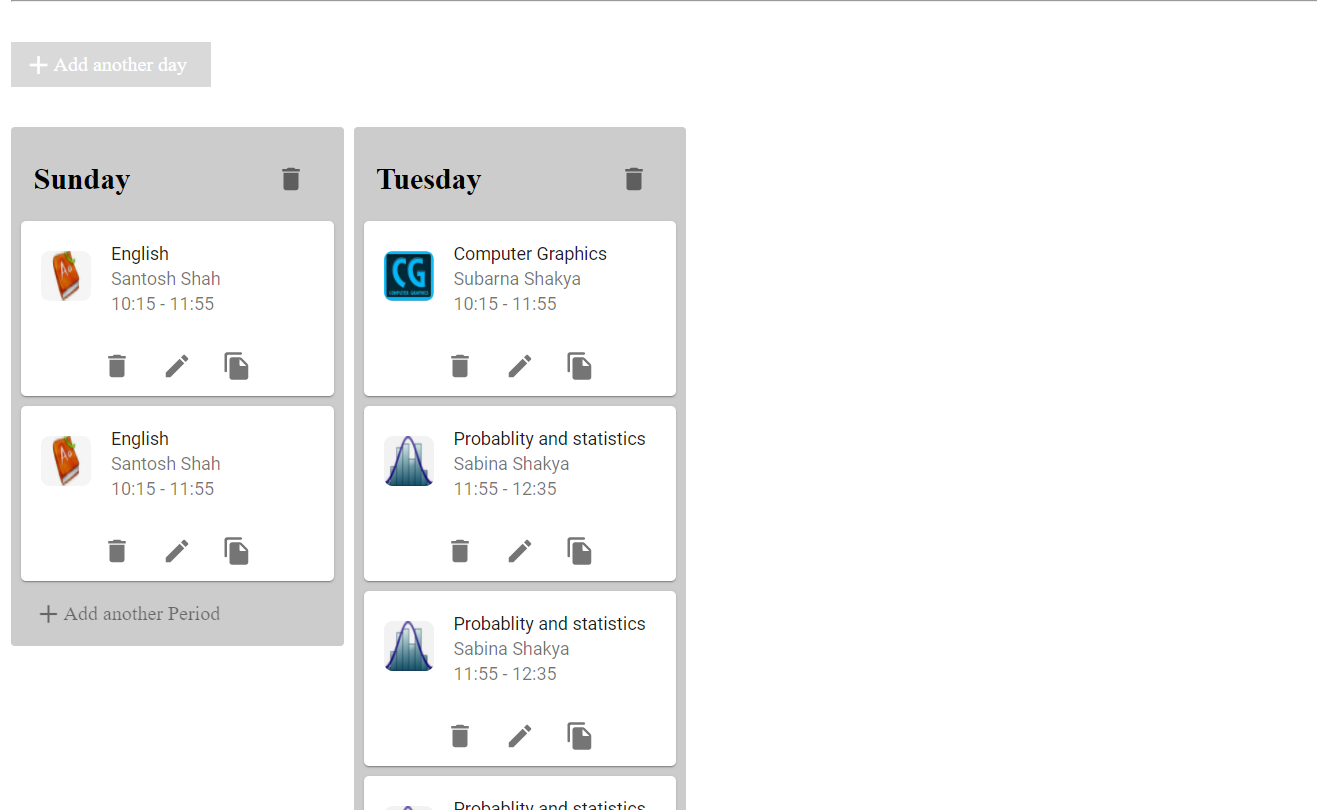 Add another day
Sunday
English
Santosh Shah
10:15 - 11:55
English
Santosh Shah
10:15 - 11:55
Add another Period
Tuesday
CG
COMPUTER GRAPHICS
Computer Graphics
Subarna Shakya
10:15 - 11:55
Probablity and statistics
Sabina Shakya
11:55 - 12:35
Probablity and statistics
Sabina Shakya
11:55 - 12:35
Probablity and statistics